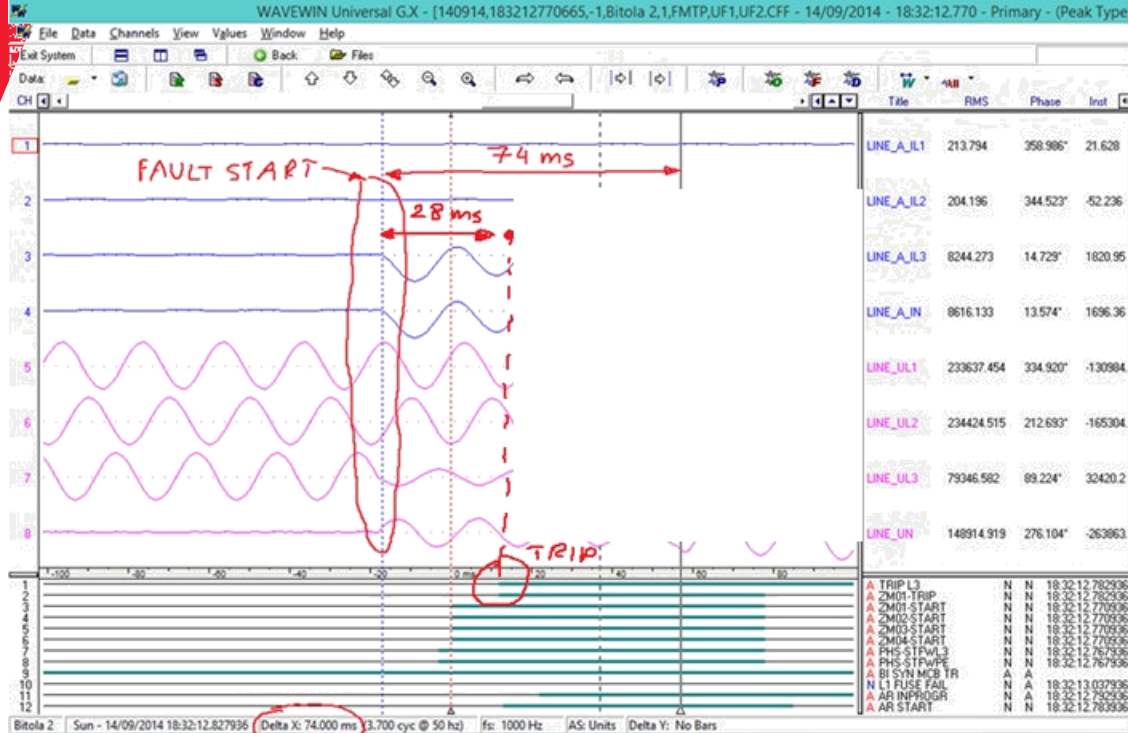 WAVEWIN Universal G.X - [140914,183212770665,-1,Bitola 2,1,FMTP,UF1,UF2.CFF - 14/09/2014 - 18:32:12.770 - Primary - (Peak Type
File Data Channels View Values Window Help
Exit System Back Files
Data:
CH Title RMS Phase Inst
1 LINE_A_IL1 213.794 358.986° 21.628
FAULT START 74 ms
2 LINE_A_IL2 204.196 344.523° -52.236
28 ms
3 LINE_A_IL3 8244.273 14.729° 1820.95
4 LINE_A_IN 8616.133 13.574° 1696.36
5 LINE_UL1 233637.454 334.920° -130984.
6 LINE_UL2 234424.515 212.693° -165304.
7 LINE_UL3 79346.582 89.224° 32420.2
8 LINE_UN 148914.919 276.104° -263863.
TRIP
-100 -80 -60 -40 -20 0 ms 20 40 60 80
1 A TRIP L3 N N 18:32:12.782936
2 A ZM01-TRIP N N 18:32:12.782936
3 A ZM01-START N N 18:32:12.770936
4 A ZM02-START N N 18:32:12.770936
5 A ZM03-START N N 18:32:12.770936
6 A ZM04-START N N 18:32:12.770936
7 A PHS-STFWL3 N N 18:32:12.767936
8 A PHS-STFWPE N N 18:32:12.767936
9 A BI SYN MCB TR A A
10 N L1 FUSE FAIL N A 18:32:13.037936
11 A AR INPROGR N A 18:32:12.792936
12 A AR START N A 18:32:12.783936
Bitola 2 Sun - 14/09/2014 18:32:12.827936 Delta X: 74.000 ms (3.700 cyc @ 50 hz) fs: 1000 Hz AS: Units Delta Y: No Bars